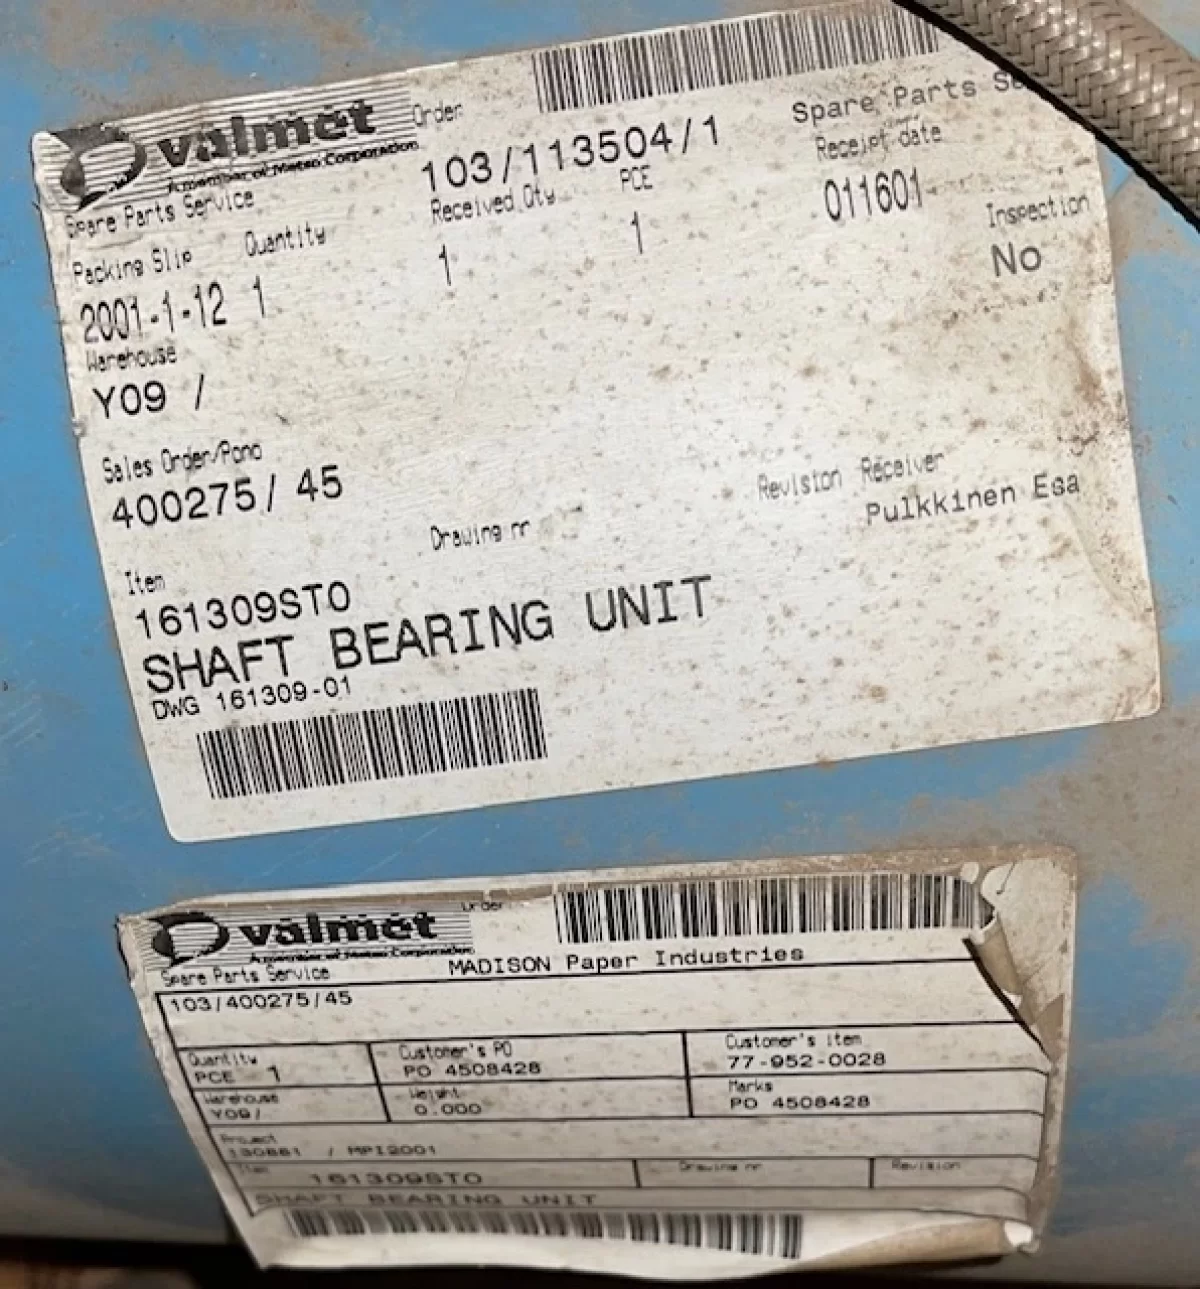 valmet Order
A member of Metso Corporation
Spare Parts Service
103/113504/1 Spare Parts
Packing Slip Quantity Received Qty PCE Receipt date
2001-1-12 1 1 1 011601 Inspection
No
Warehouse
Y09 /
Sales Order/Pono
400275/ 45
Drawing nr Revision Receiver
Pulkkinen Esa
Item
161309STO
SHAFT BEARING UNIT
DWG 161309-01
valmet Order
A member of Metso Corporation
Spare Parts Service MADISON Paper Industries
103/400275/45
Quantity Customer's PO Customer's item
PCE 1 PO 4508428 77-952-0028
Warehouse Weight Marks
Y09/ 0.000 PO 4508428
Project
/ MPI2001
Item Drawing nr Revision
161309STO
SHAFT BEARING UNIT